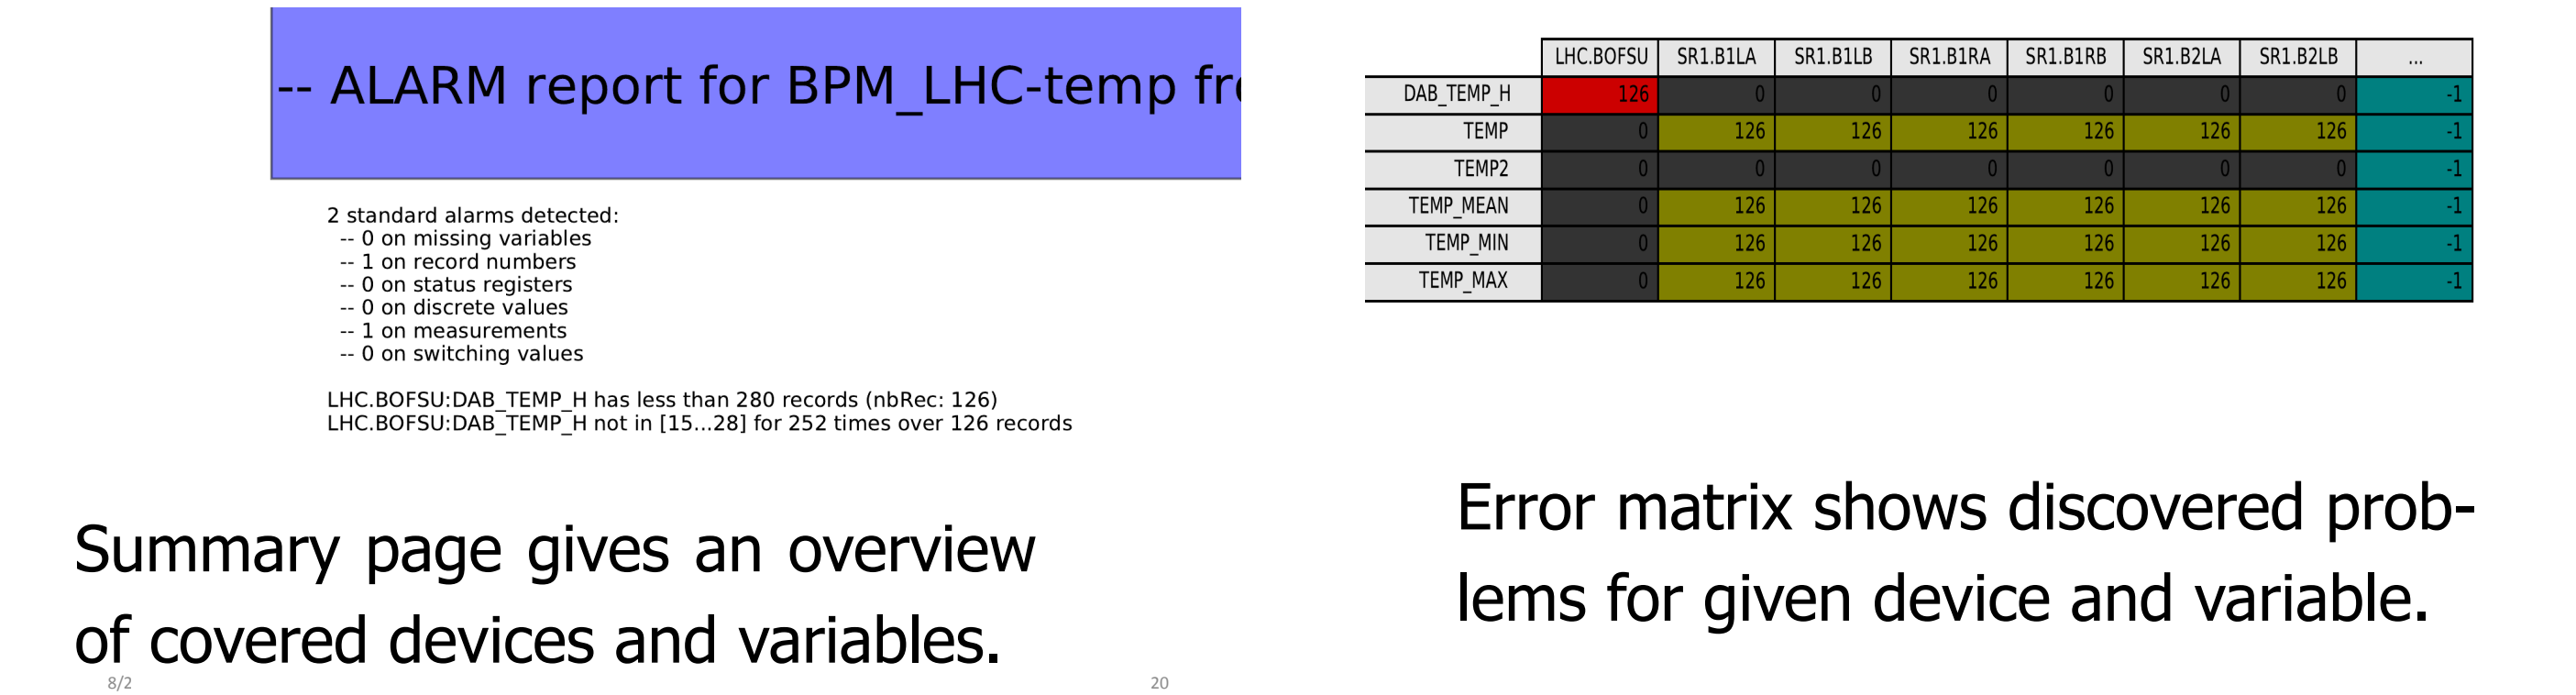 -- ALARM report for BPM_LHC-temp fr
2 standard alarms detected:
-- 0 on missing variables
-- 1 on record numbers
-- 0 on status registers
-- 0 on discrete values
-- 1 on measurements
-- 0 on switching values
LHC.BOFSU:DAB_TEMP_H has less than 280 records (nbRec: 126)
LHC.BOFSU:DAB_TEMP_H not in [15...28] for 252 times over 126 records
Summary page gives an overview
of covered devices and variables.
8/2
20
LHC.BOFSU SR1.B1LA SR1.B1LB SR1.B1RA SR1.B1RB SR1.B2LA SR1.B2LB ...
DAB_TEMP_H 126 0 0 0 0 0 0 -1
TEMP 0 126 126 126 126 126 126 -1
TEMP2 0 0 0 0 0 0 0 -1
TEMP_MEAN 0 126 126 126 126 126 126 -1
TEMP_MIN 0 126 126 126 126 126 126 -1
TEMP_MAX 0 126 126 126 126 126 126 -1
Error matrix shows discovered prob-
lems for given device and variable.